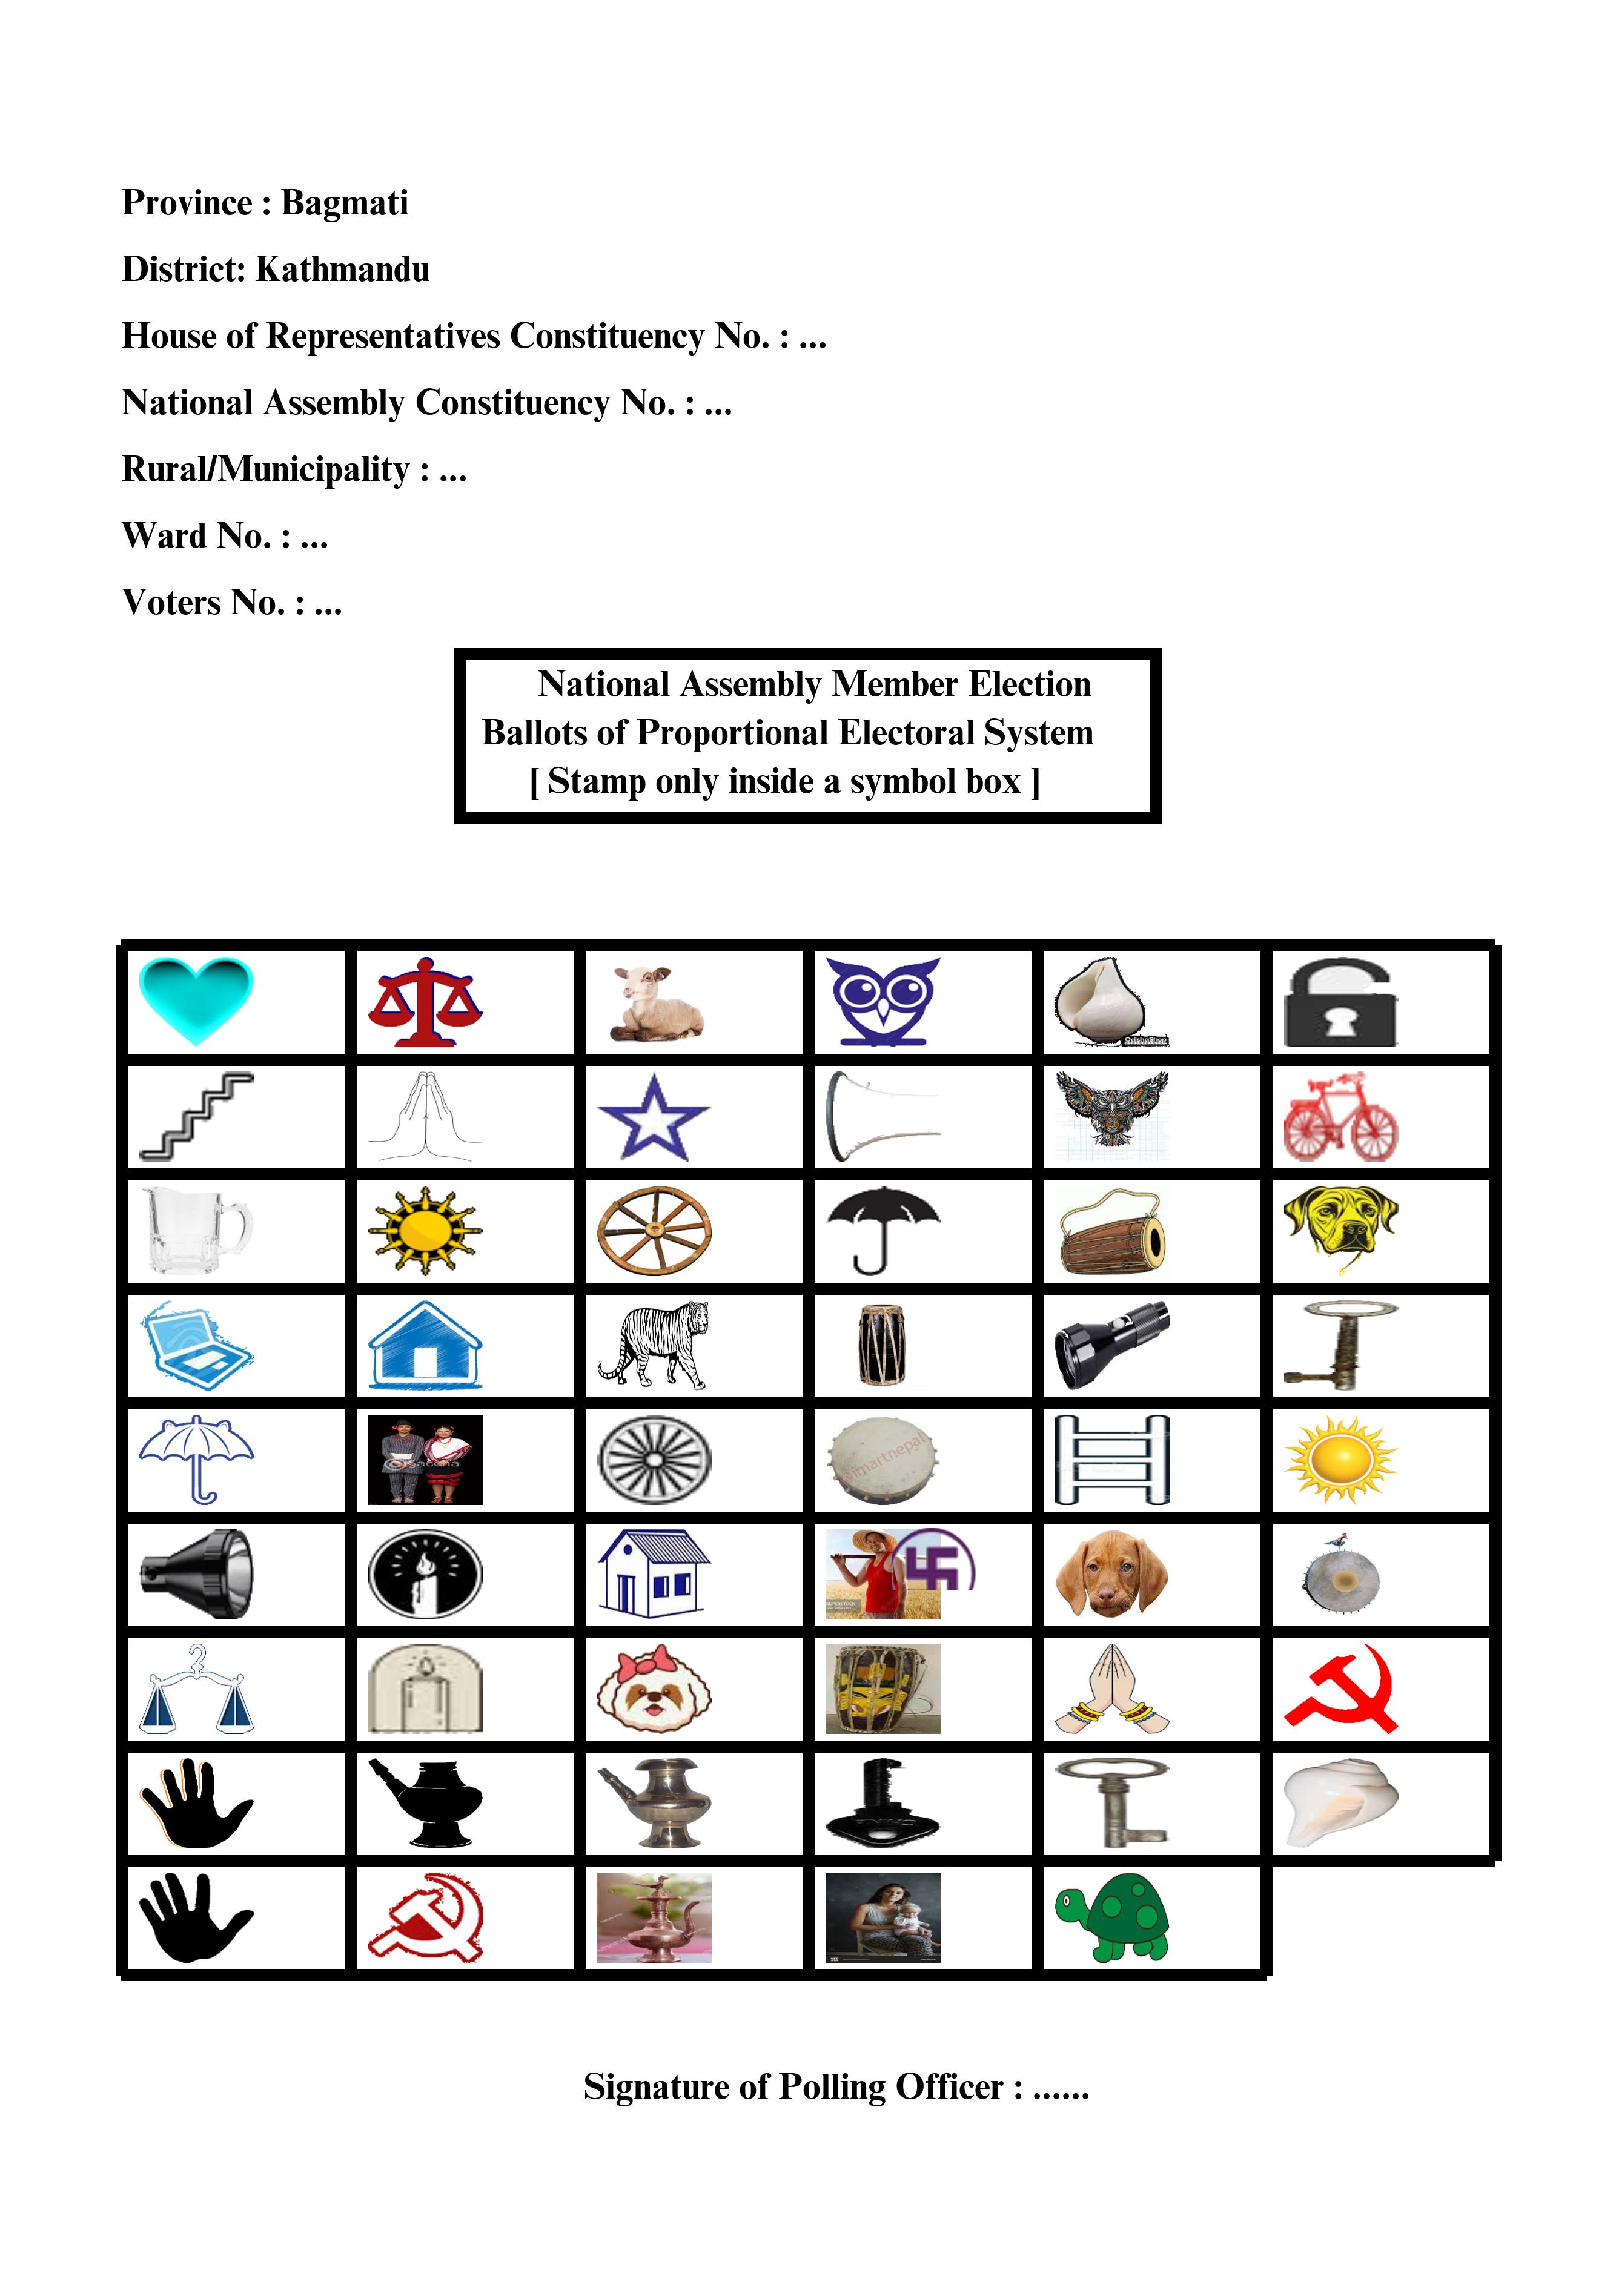 Province : Bagmati
District: Kathmandu
House of Representatives Constituency No. : ...
National Assembly Constituency No. : ...
Rural/Municipality : ...
Ward No. : ...
Voters No. : ...
National Assembly Member Election
Ballots of Proportional Electoral System
[ Stamp only inside a symbol box ]
Signature of Polling Officer : ......